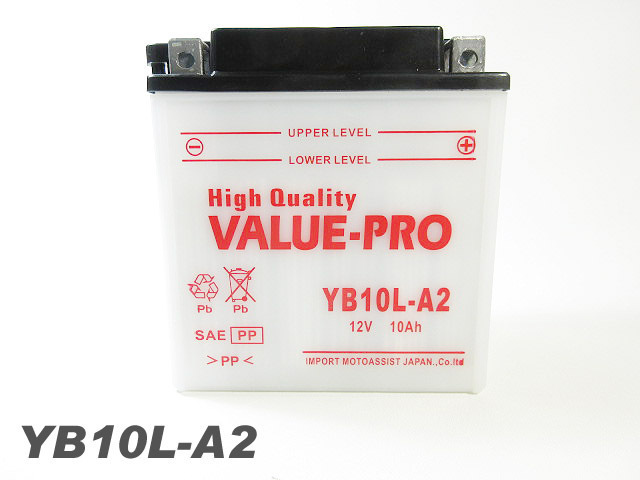 UPPER LEVEL
LOWER LEVEL
High Quality
VALUE-PRO
YB10L-A2
12V 10Ah
Pb Pb
SAE PP
>PP<
IMPORT MOTOASSIST JAPAN.,Co.ltd
YB10L-A2